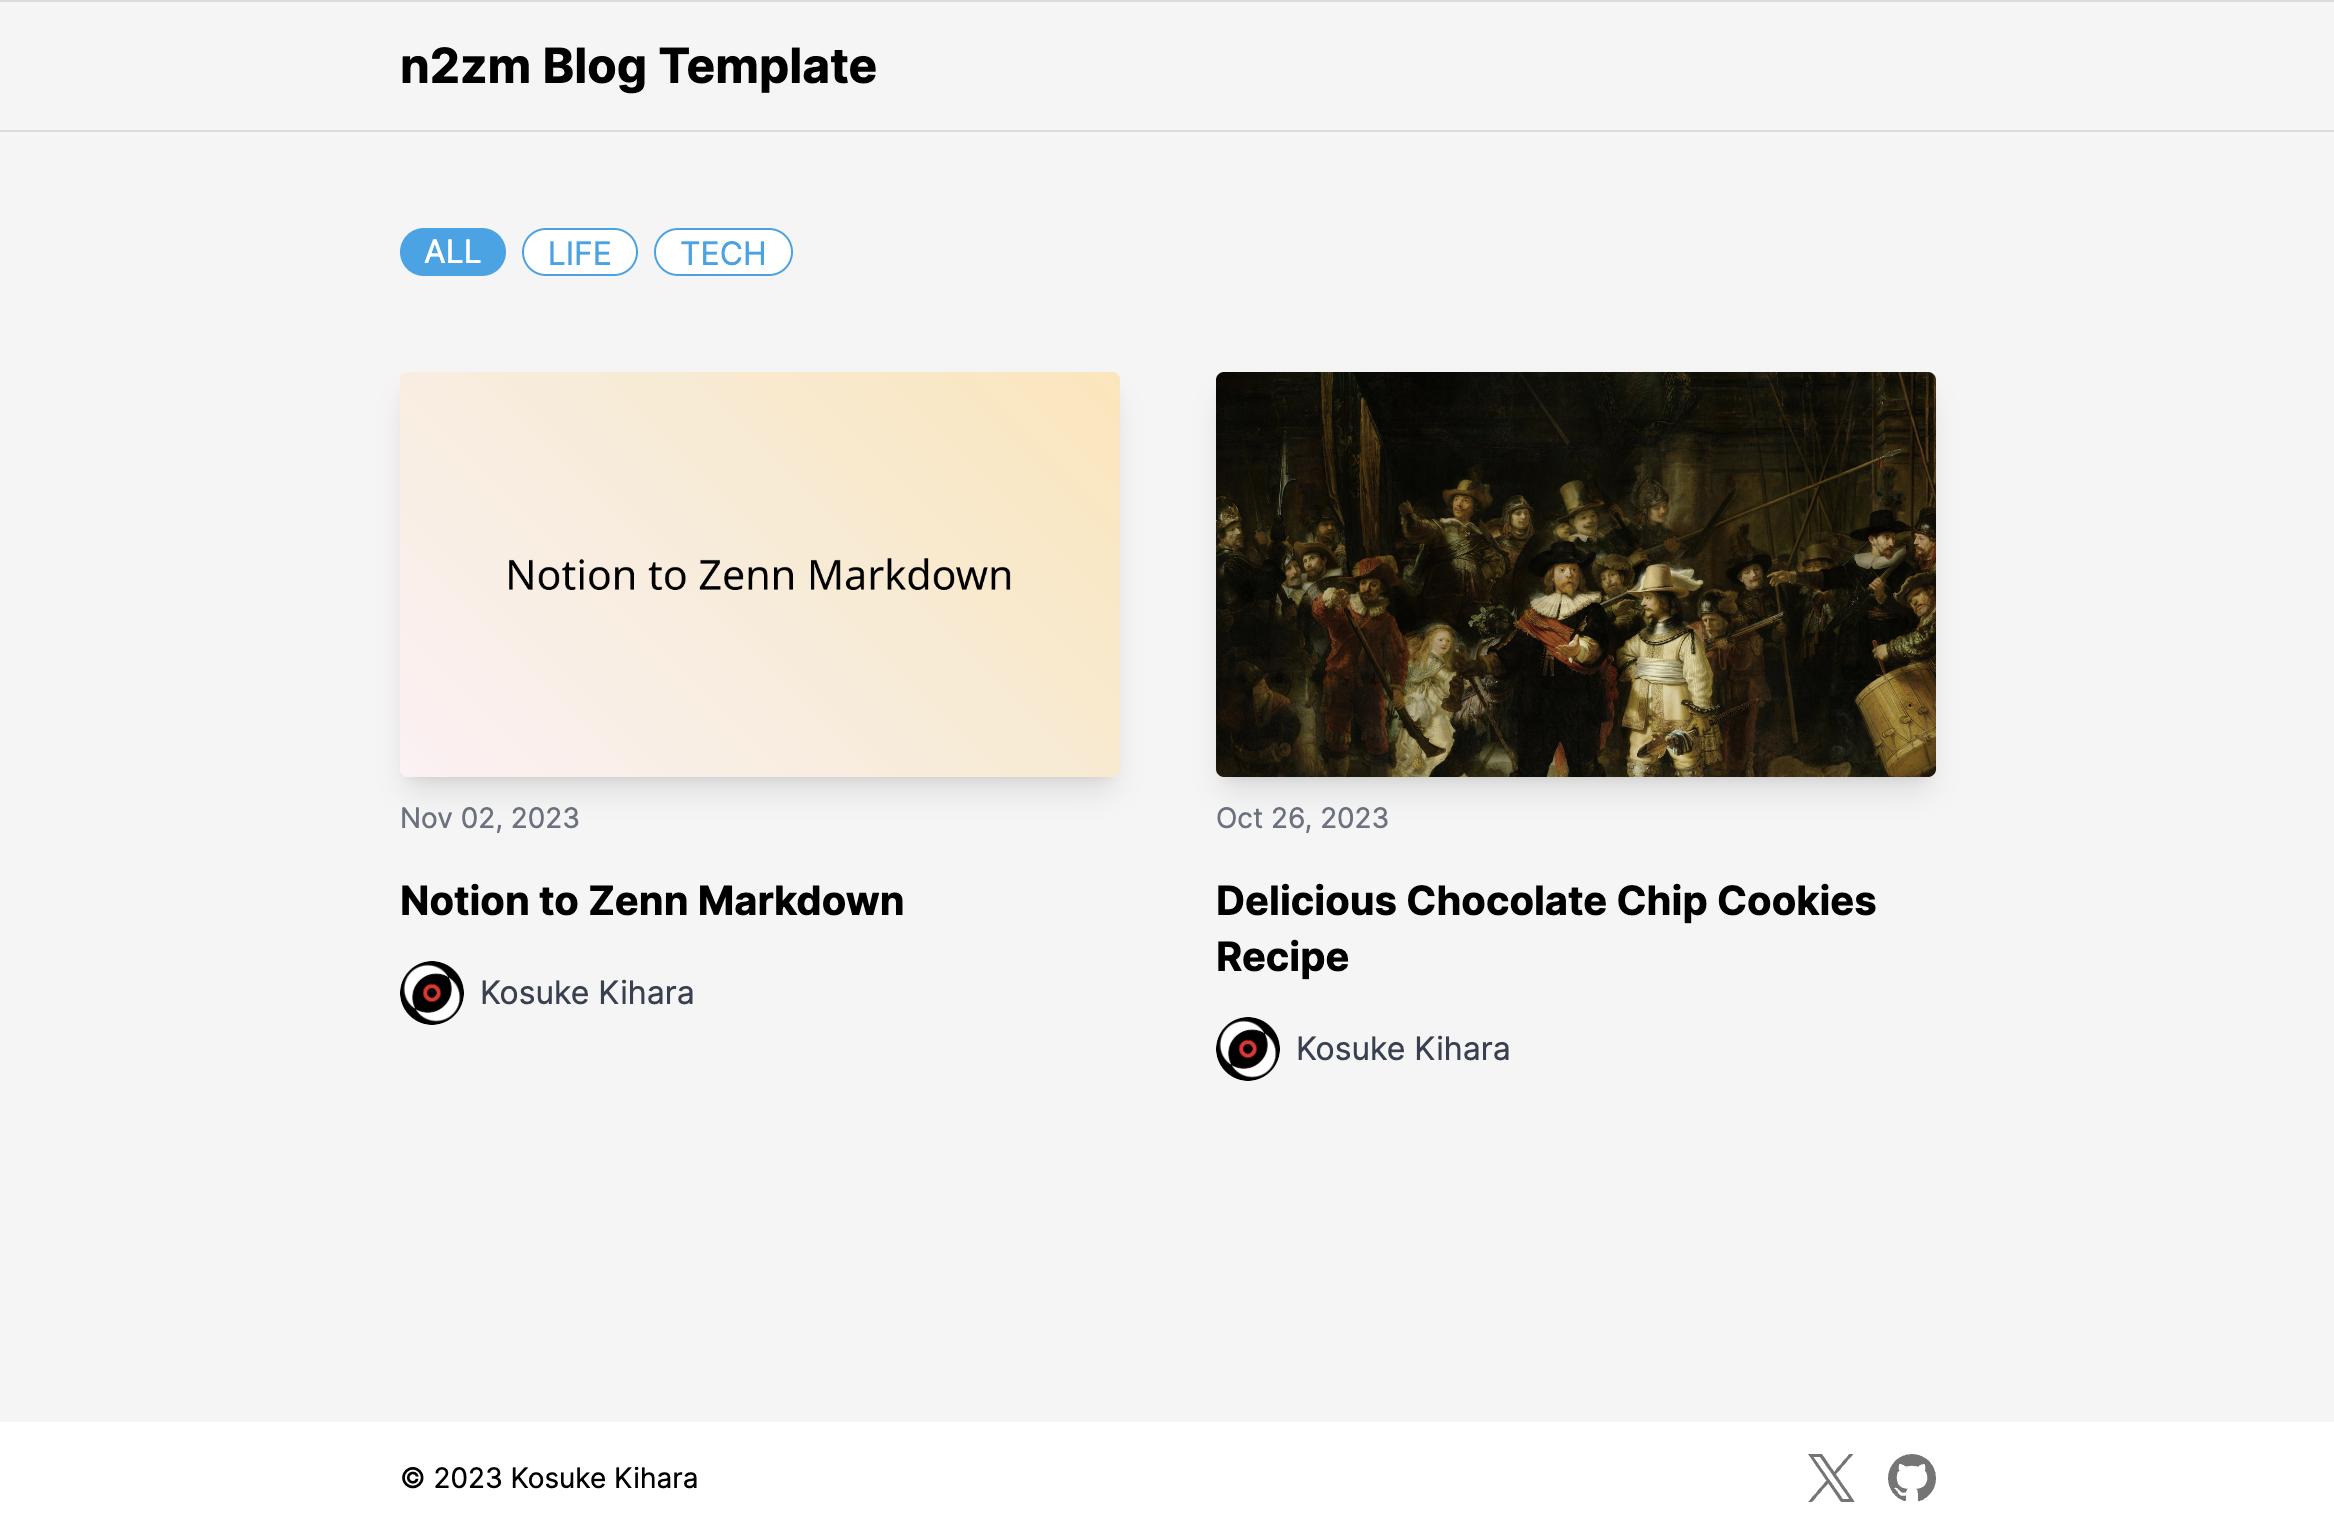 n2zm Blog Template
ALL
LIFE
TECH
Notion to Zenn Markdown
Nov 02, 2023
Notion to Zenn Markdown
Kosuke Kihara
Oct 26, 2023
Delicious Chocolate Chip Cookies
Recipe
Kosuke Kihara
© 2023 Kosuke Kihara